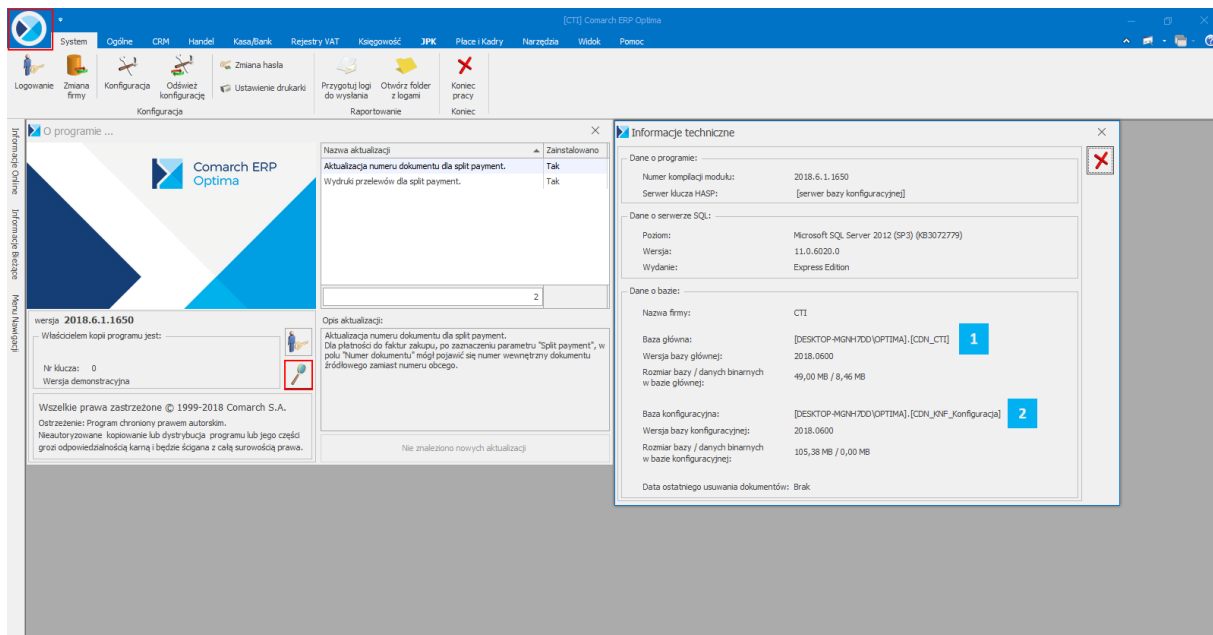 [CTI] Comarch ERP Optima
System Ogólne CRM Handel Kasa/Bank Rejestry VAT Księgowość JPK Płace i Kadry Narzędzia Widok Pomoc
Logowanie
Zmiana firmy
Konfiguracja
Odśwież konfigurację
Zmiana hasła
Ustawienie drukarki
Przygotuj logi do wysłania
Otwórz folder z logami
Koniec pracy
Konfiguracja
Raportowanie
Koniec
Informacje Online
Informacje Bieżące
Menu Nawigacji
O programie ...
Comarch ERP
Optima
Nazwa aktualizacji Zainstalowano
Aktualizacja numeru dokumentu dla split payment. Tak
Wydruki przelewów dla split payment. Tak
2
wersja 2018.6.1.1650
Właścicielem kopii programu jest:
Nr klucza: 0
Wersja demonstracyjna
Wszelkie prawa zastrzeżone © 1999-2018 Comarch S.A.
Ostrzeżenie: Program chroniony prawem autorskim.
Nieautoryzowane kopiowanie lub dystrybucja programu lub jego części
grozi odpowiedzialnością karną i będzie ścigana z całą surowością prawa.
Opis aktualizacji:
Aktualizacja numeru dokumentu dla split payment.
Dla płatności do faktur zakupu, po zaznaczeniu parametru "Split payment", w
polu "Numer dokumentu" mógł pojawić się numer wewnętrzny dokumentu
źródłowego zamiast numeru obcego.
Nie znaleziono nowych aktualizacji
Informacje techniczne
Dane o programie:
Numer kompilacji modułu: 2018.6.1.1650
Serwer klucza HASP: [serwer bazy konfiguracyjnej]
Dane o serwerze SQL:
Poziom: Microsoft SQL Server 2012 (SP3) (KB3072779)
Wersja: 11.0.6020.0
Wydanie: Express Edition
Dane o bazie:
Nazwa firmy: CTI
Baza główna: [DESKTOP-MGNH7DD\OPTIMA].[CDN_CTI] 1
Wersja bazy głównej: 2018.0600
Rozmiar bazy / danych binarnych
w bazie głównej: 49,00 MB / 8,46 MB
Baza konfiguracyjna: [DESKTOP-MGNH7DD\OPTIMA].[CDN_KNF_Konfiguracja] 2
Wersja bazy konfiguracyjnej: 2018.0600
Rozmiar bazy / danych binarnych
w bazie konfiguracyjnej: 105,38 MB / 0,00 MB
Data ostatniego usuwania dokumentów: Brak